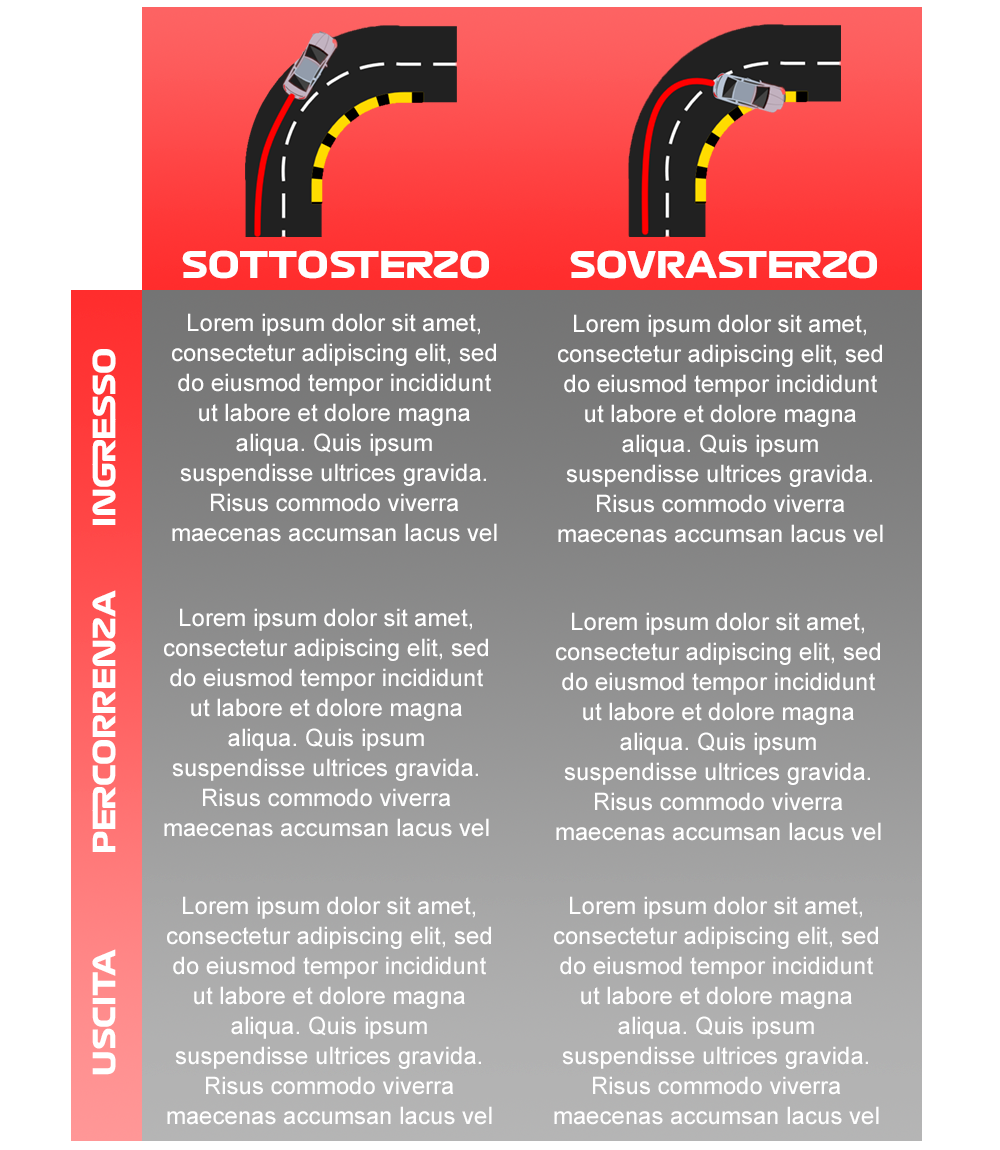 SOTTOSTERZO
SOVRASTERZO
INGRESSO
Lorem ipsum dolor sit amet,
consectetur adipiscing elit, sed
do eiusmod tempor incididunt
ut labore et dolore magna
aliqua. Quis ipsum
suspendisse ultrices gravida.
Risus commodo viverra
maecenas accumsan lacus vel
Lorem ipsum dolor sit amet,
consectetur adipiscing elit, sed
do eiusmod tempor incididunt
ut labore et dolore magna
aliqua. Quis ipsum
suspendisse ultrices gravida.
Risus commodo viverra
maecenas accumsan lacus vel
PERCORRENZA
Lorem ipsum dolor sit amet,
consectetur adipiscing elit, sed
do eiusmod tempor incididunt
ut labore et dolore magna
aliqua. Quis ipsum
suspendisse ultrices gravida.
Risus commodo viverra
maecenas accumsan lacus vel
Lorem ipsum dolor sit amet,
consectetur adipiscing elit, sed
do eiusmod tempor incididunt
ut labore et dolore magna
aliqua. Quis ipsum
suspendisse ultrices gravida.
Risus commodo viverra
maecenas accumsan lacus vel
USCITA
Lorem ipsum dolor sit amet,
consectetur adipiscing elit, sed
do eiusmod tempor incididunt
ut labore et dolore magna
aliqua. Quis ipsum
suspendisse ultrices gravida.
Risus commodo viverra
maecenas accumsan lacus vel
Lorem ipsum dolor sit amet,
consectetur adipiscing elit, sed
do eiusmod tempor incididunt
ut labore et dolore magna
aliqua. Quis ipsum
suspendisse ultrices gravida.
Risus commodo viverra
maecenas accumsan lacus vel